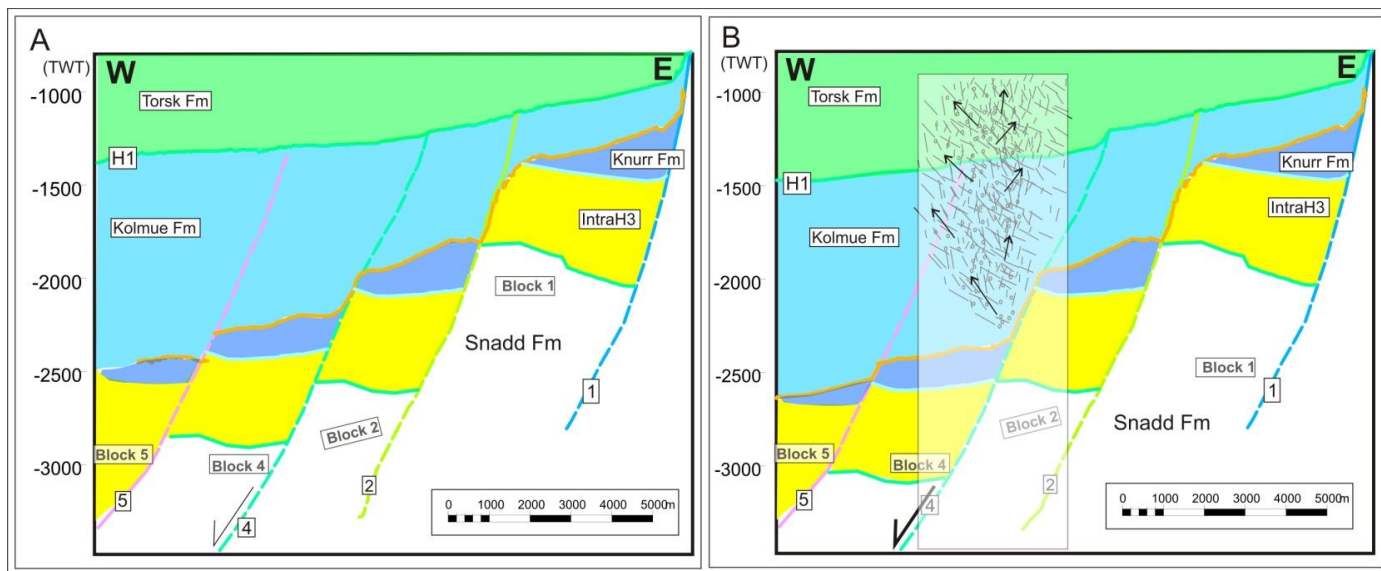 A
(TWT)
W
E
-1000
Torsk Fm
H1
Knurr Fm
-1500
IntraH3
Kolmue Fm
-2000
Block 1
Snadd Fm
-2500
1
Block 2
Block 5
Block 4
-3000
2
5
4
0 1000 2000 3000 4000 5000m
B
(TWT)
W
E
-1000
Torsk Fm
Knurr Fm
H1
-1500
IntraH3
Kolmue Fm
-2000
Block 1
-2500
1
Block 2
Snadd Fm
Block 5
Block 4
-3000
5
4
2
0 1000 2000 3000 4000 5000m